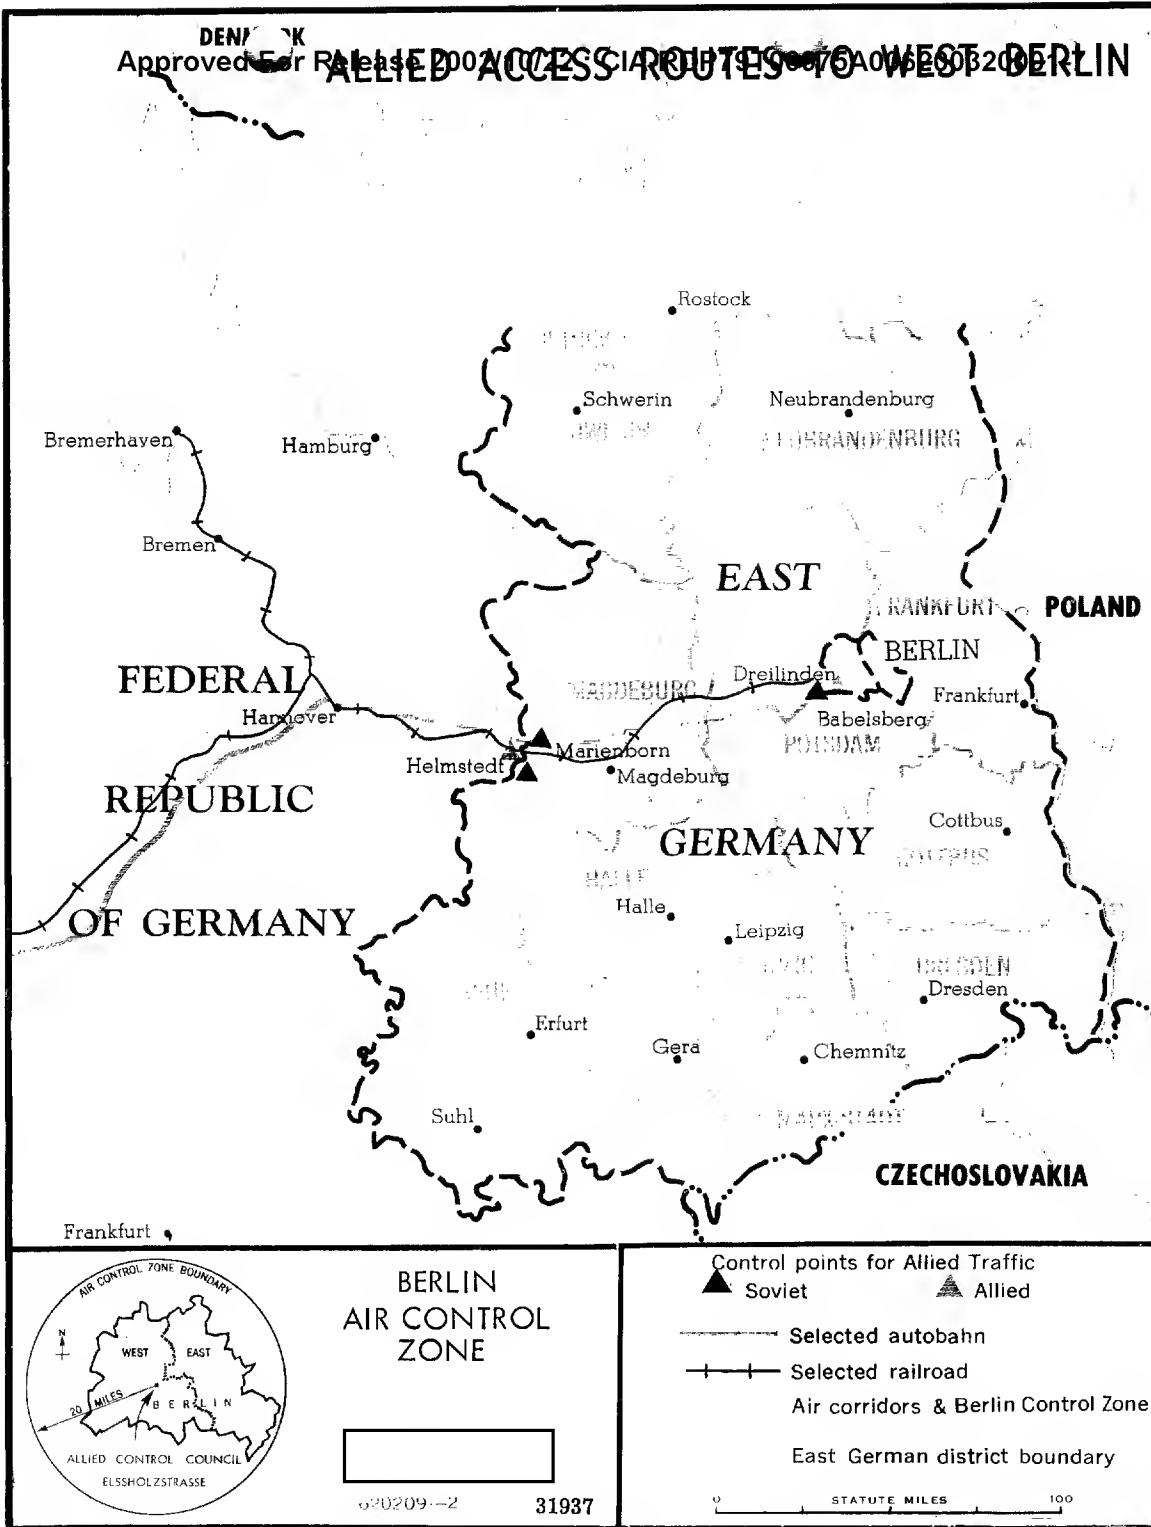 ALLIED ACCESS ROUTES TO WEST BERLIN
Approved For Release 2002/10/22 :
Rostock
Schwerin
Neubrandenburg
Bremerhaven
Hamburg
Bremen
EAST
POLAND
BERLIN
FEDERAL
Dreilinden
MAGDEBURG
Frankfurt
Hannover
Babelsberg
POTSDAM
Marienborn
Helmstedt
Magdeburg
REPUBLIC
Cottbus
GERMANY
HALLE
Halle
OF GERMANY
Leipzig
DRESDEN
Dresden
Erfurt
Gera
Chemnitz
Suhl
CZECHOSLOVAKIA
Frankfurt
AIR CONTROL ZONE BOUNDARY
N
WEST EAST
20 MILES
BERLIN
ALLIED CONTROL COUNCIL
ELSSHOLZSTRASSE
BERLIN
AIR CONTROL
ZONE
31937
Control points for Allied Traffic
Soviet Allied
Selected autobahn
Selected railroad
Air corridors & Berlin Control Zone
East German district boundary
0 STATUTE MILES 100